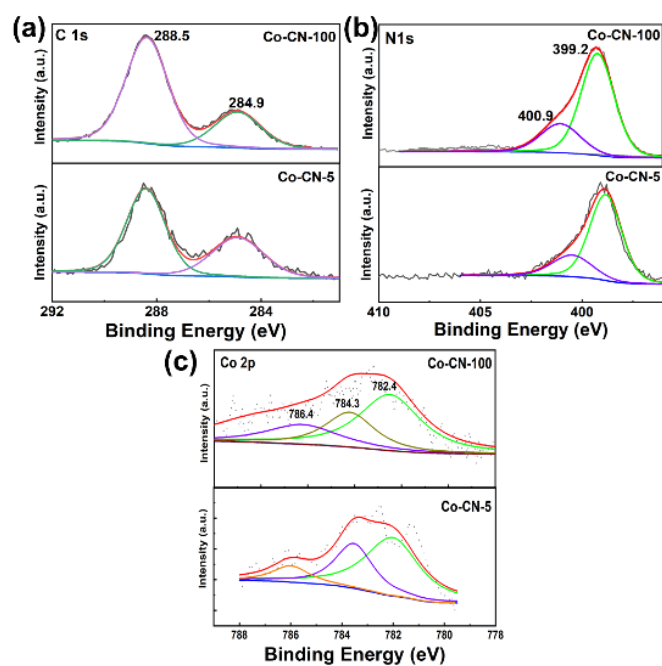 (a)
C 1s
Co-CN-100
288.5
284.9
Intensity (a.u.)
Co-CN-5
Intensity (a.u.)
292 288 284
Binding Energy (eV)
(b)
N1s
Co-CN-100
399.2
400.9
Intensity (a.u.)
Co-CN-5
Intensity (a.u.)
410 405 400
Binding Energy (eV)
(c)
Co 2p
Co-CN-100
782.4
784.3
786.4
Intensity (a.u.)
Co-CN-5
Intensity (a.u.)
788 786 784 782 780 778
Binding Energy (eV)